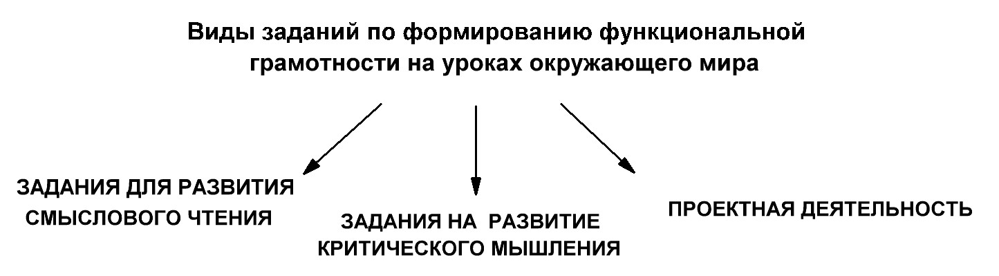 Виды заданий по формированию функциональной
грамотности на уроках окружающего мира
ЗАДАНИЯ ДЛЯ РАЗВИТИЯ
СМЫСЛОВОГО ЧТЕНИЯ
ЗАДАНИЯ НА РАЗВИТИЕ
КРИТИЧЕСКОГО МЫШЛЕНИЯ
ПРОЕКТНАЯ ДЕЯТЕЛЬНОСТЬ